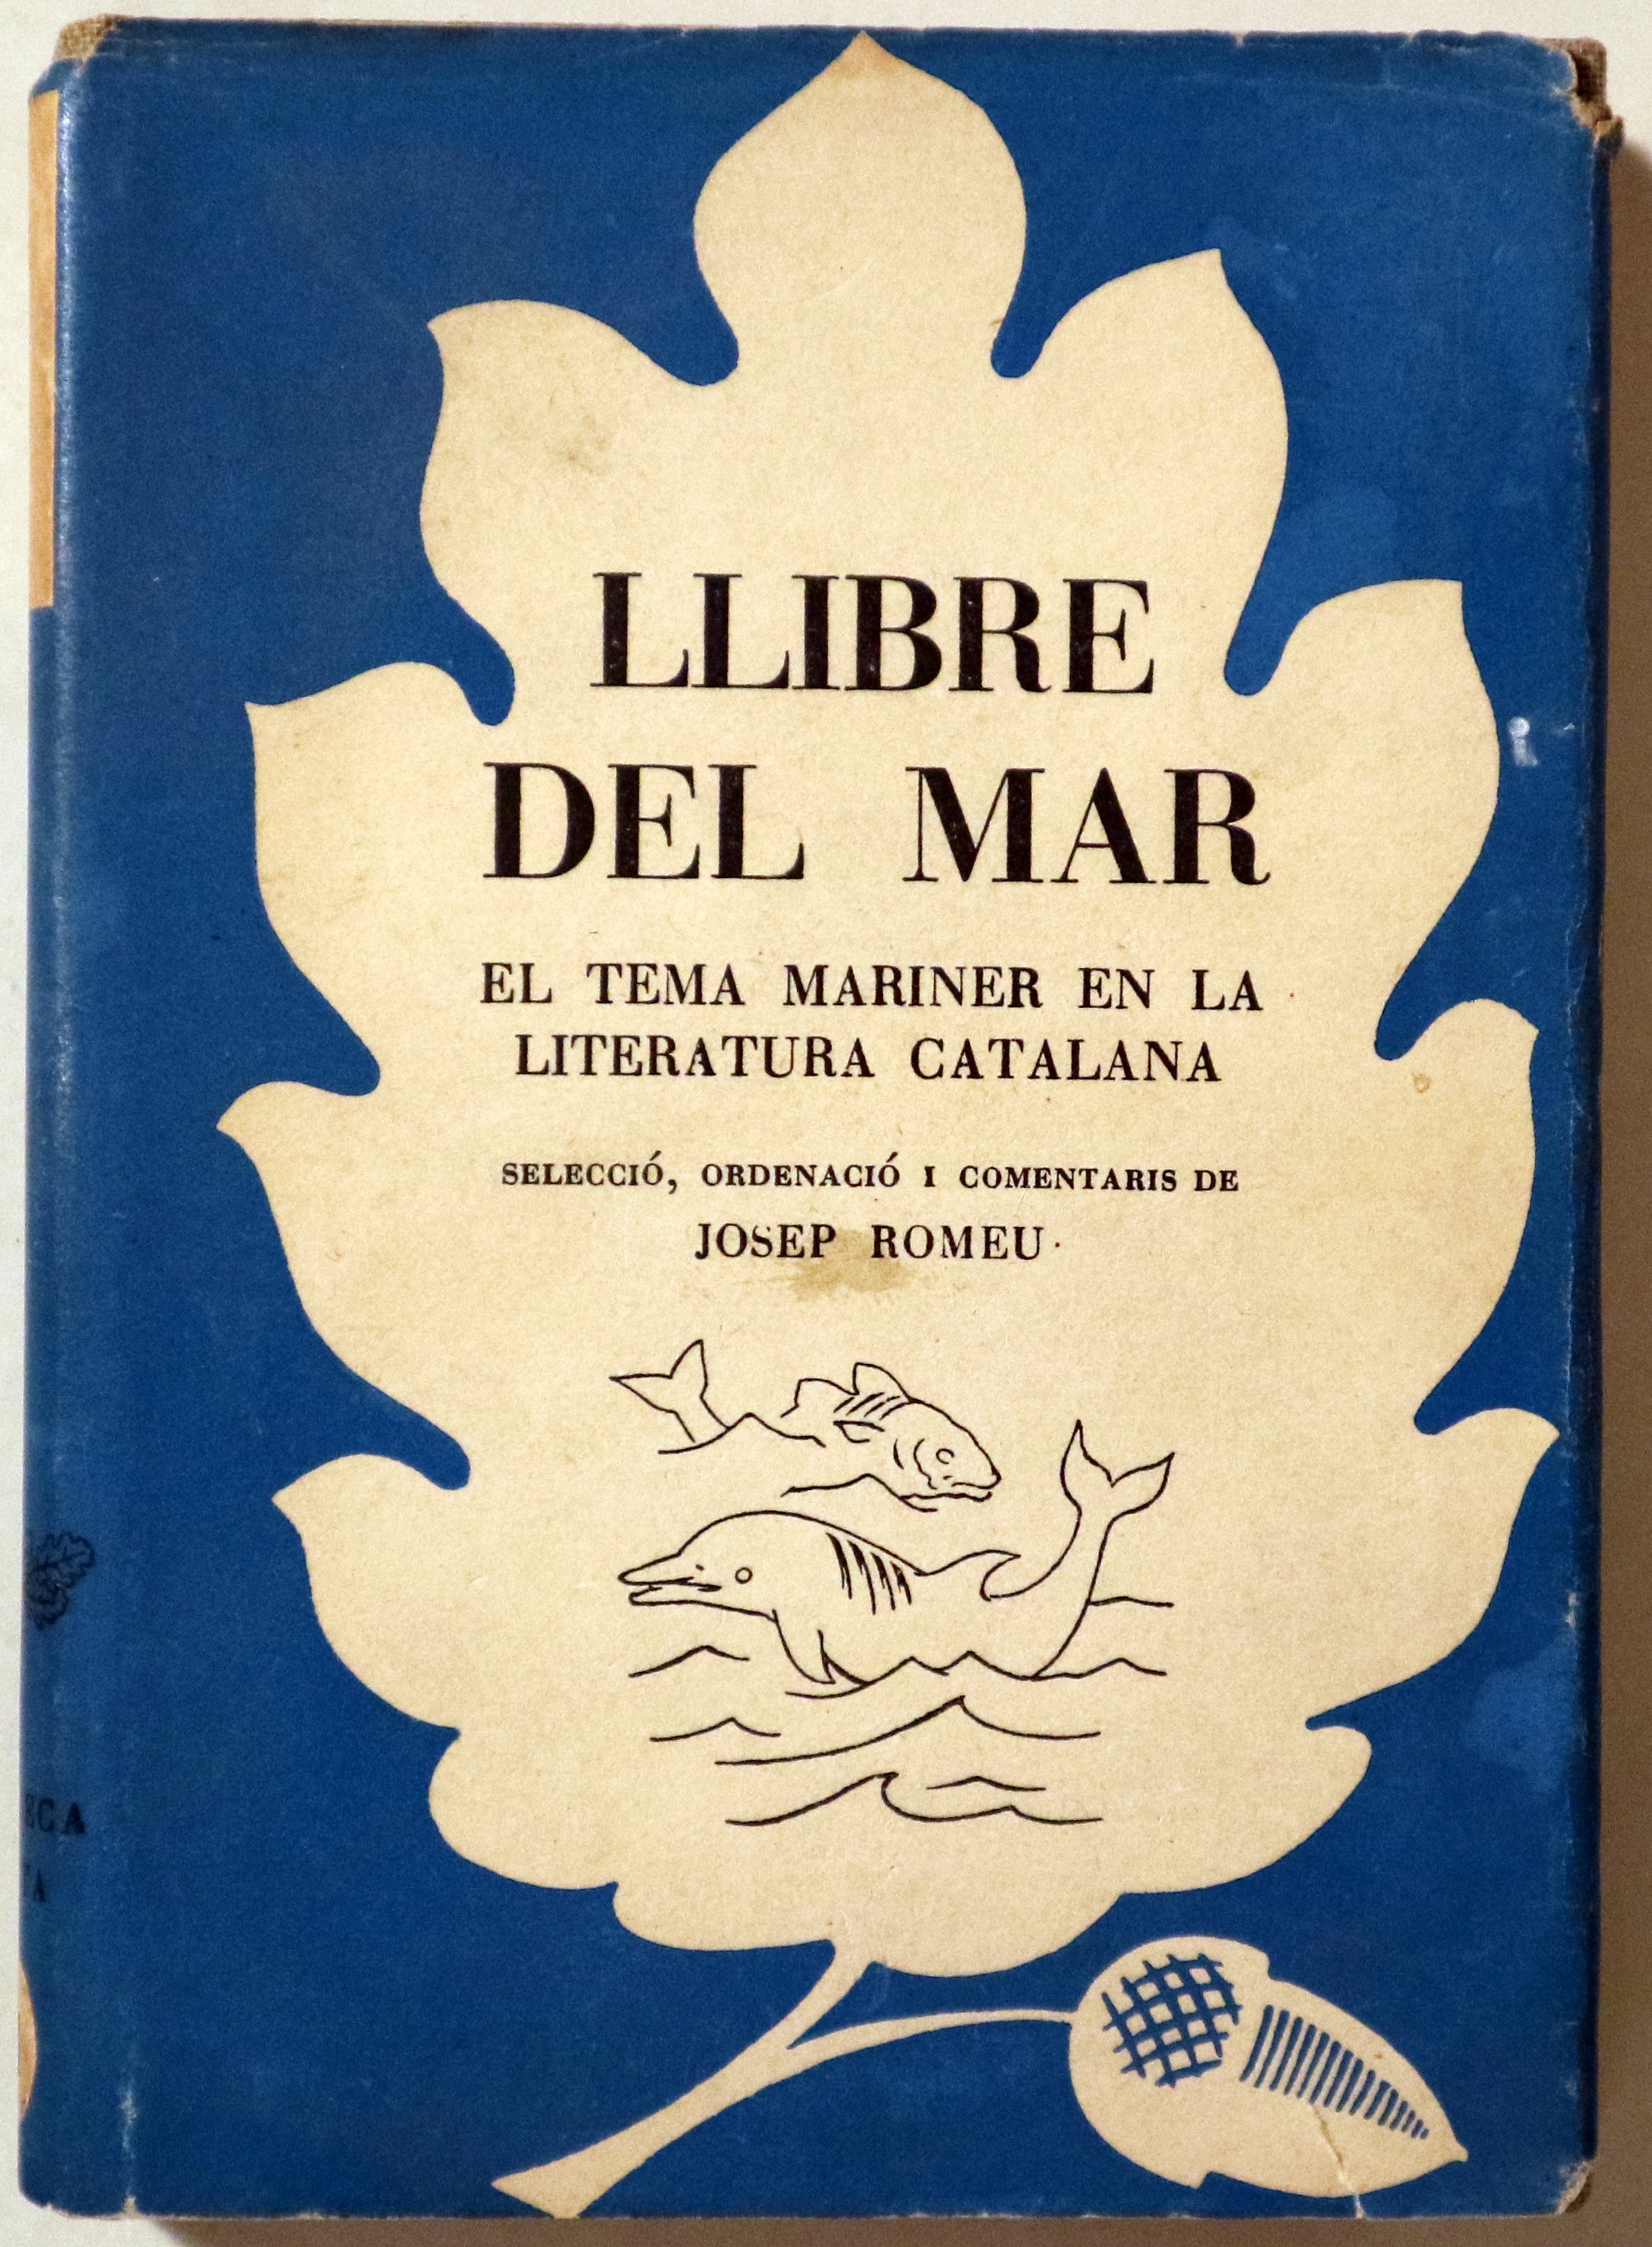 LLIBRE
DEL MAR
EL TEMA MARINER EN LA
LITERATURA CATALANA
SELECCIÓ, ORDENACIÓ I COMENTARIS DE
JOSEP ROMEU